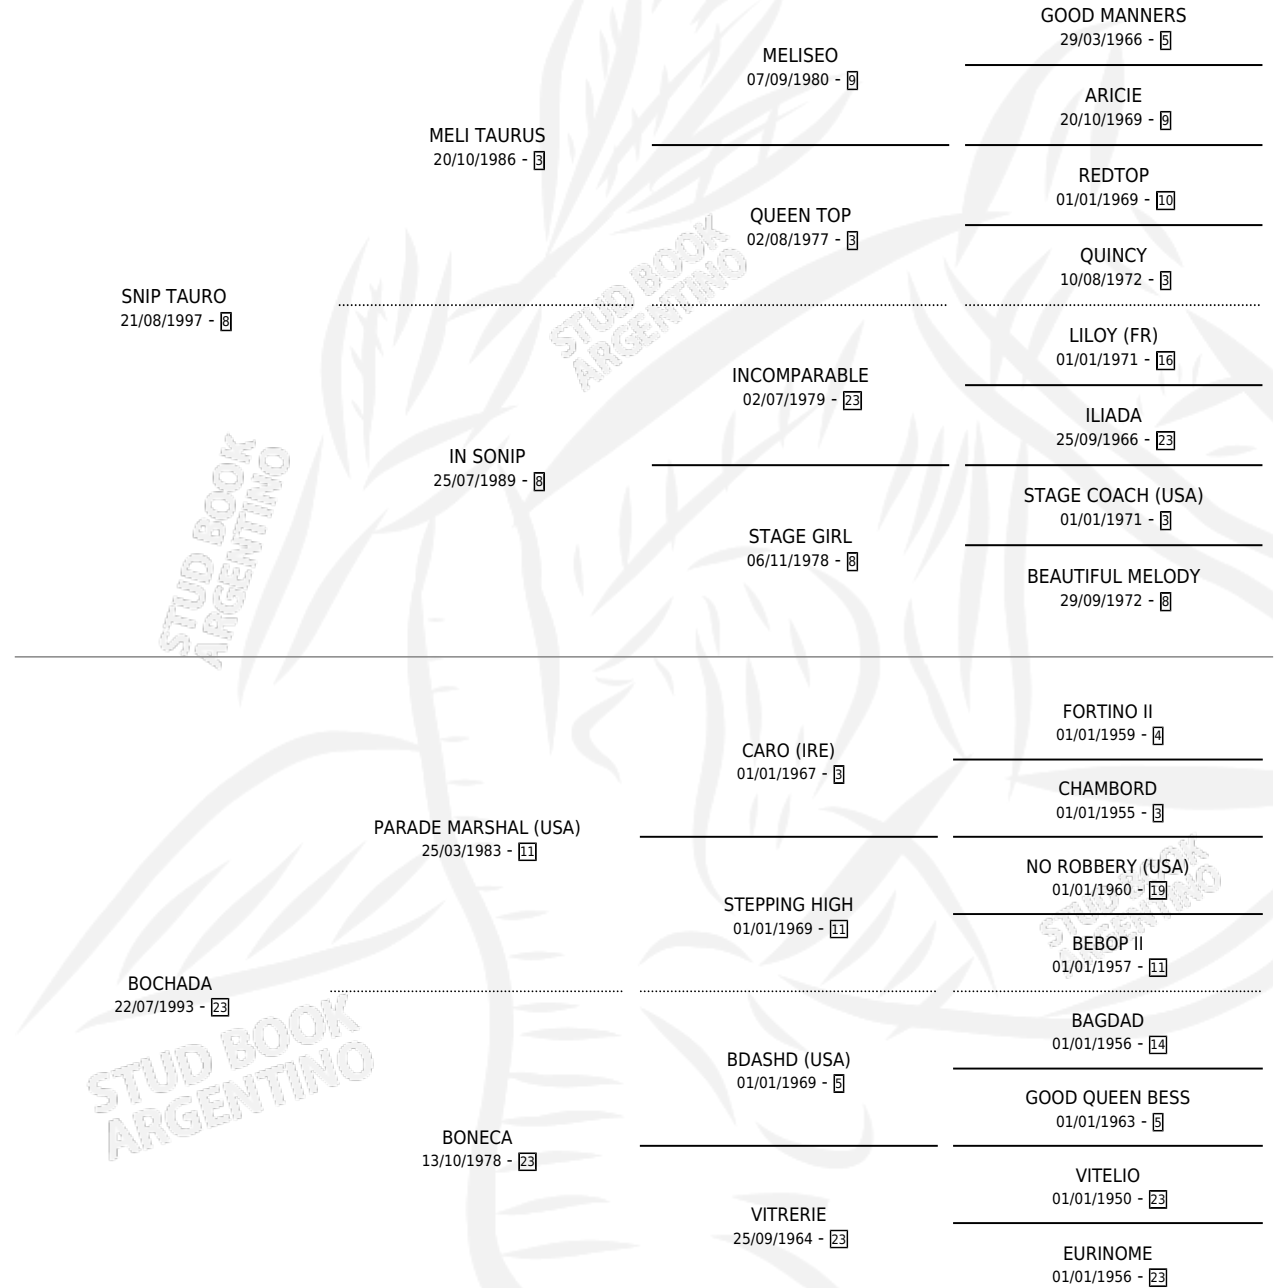 GOOD MANNERS
29/03/1966 - 5
MELISEO
07/09/1980 - 9
ARICIE
20/10/1969 - 9
MELI TAURUS
20/10/1986 - 3
REDTOP
01/01/1969 - 10
QUEEN TOP
02/08/1977 - 3
QUINCY
10/08/1972 - 3
SNIP TAURO
21/08/1997 - 8
LILOY (FR)
01/01/1971 - 16
INCOMPARABLE
02/07/1979 - 23
ILIADA
25/09/1966 - 23
IN SONIP
25/07/1989 - 8
STAGE COACH (USA)
01/01/1971 - 3
STAGE GIRL
06/11/1978 - 8
BEAUTIFUL MELODY
29/09/1972 - 8
FORTINO II
01/01/1959 - 4
CARO (IRE)
01/01/1967 - 3
CHAMBORD
01/01/1955 - 3
PARADE MARSHAL (USA)
25/03/1983 - 11
NO ROBBERY (USA)
01/01/1960 - 19
STEPPING HIGH
01/01/1969 - 11
BEBOP II
01/01/1957 - 11
BOCHADA
22/07/1993 - 23
BAGDAD
01/01/1956 - 14
BDASHD (USA)
01/01/1969 - 5
GOOD QUEEN BESS
01/01/1963 - 5
BONECA
13/10/1978 - 23
VITELIO
01/01/1950 - 23
VITRERIE
25/09/1964 - 23
EURINOME
01/01/1956 - 23
STUD BOOK
ARGENTINO
STUD BOOK
ARGENTINO
STUD BOOK
ARGENTINO
STUD BOOK
ARGENTINO